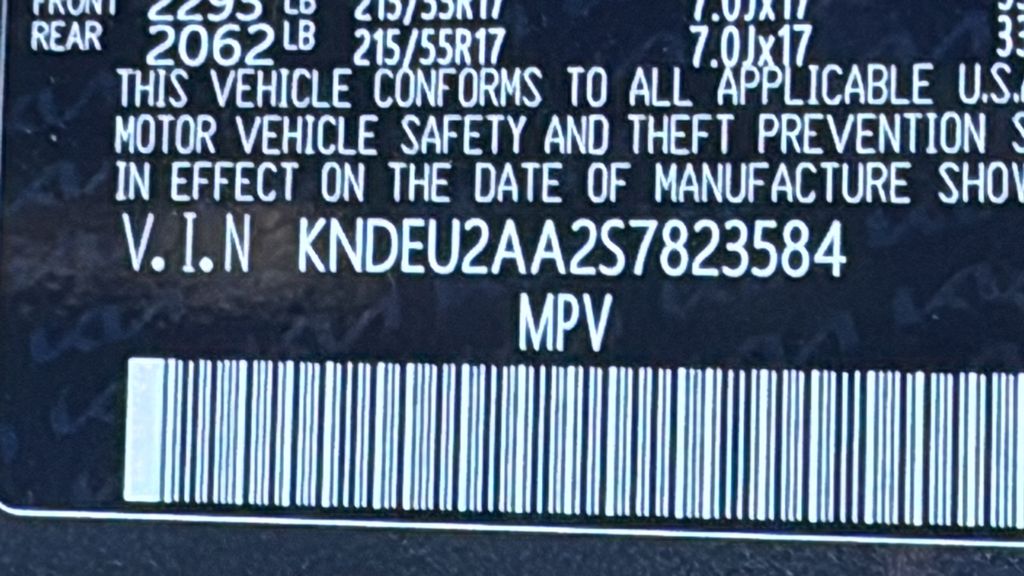 FRONT 2293 LB 215/55R17 7.0Jx17
REAR 2062 LB 215/55R17 7.0Jx17
THIS VEHICLE CONFORMS TO ALL APPLICABLE U.S.
MOTOR VEHICLE SAFETY AND THEFT PREVENTION
IN EFFECT ON THE DATE OF MANUFACTURE
V.I.N KNDEU2AA2S7823584
MPV